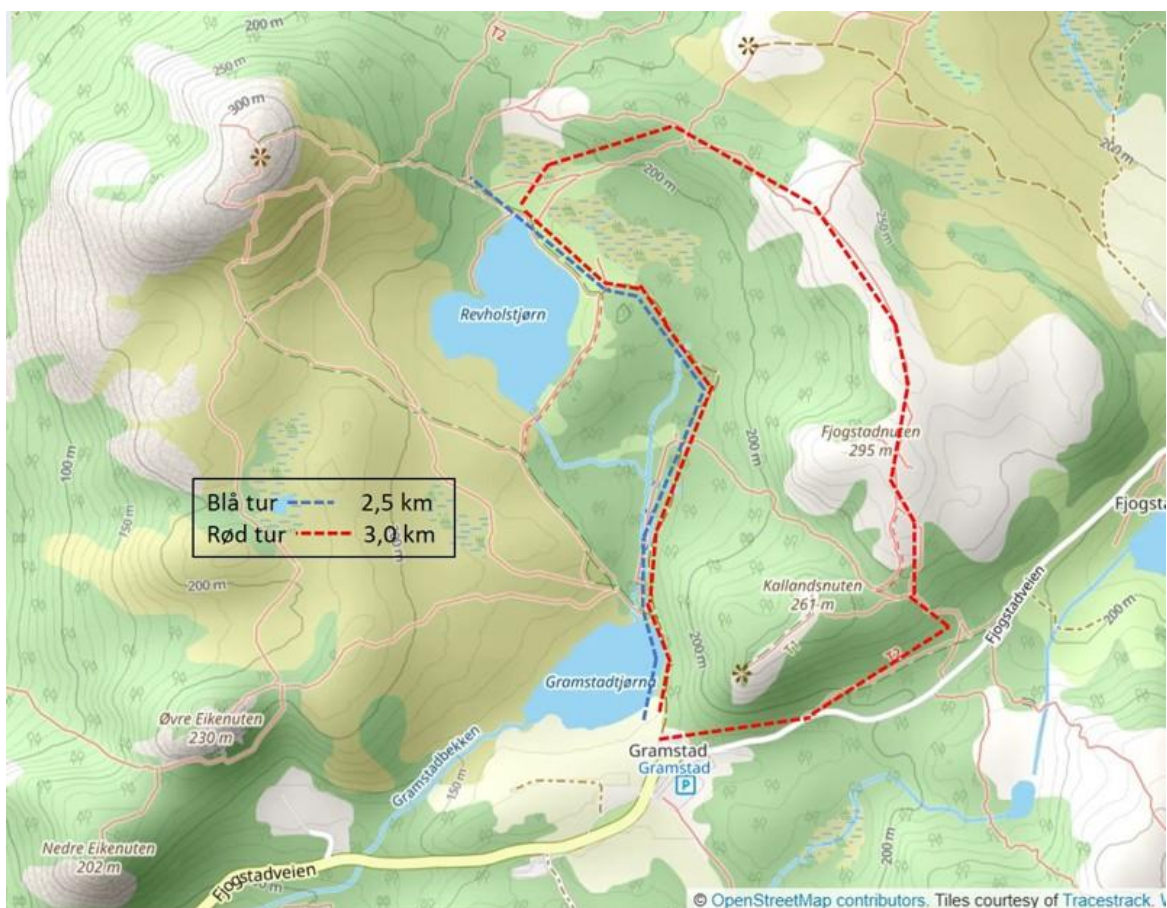 200 m
T2
250 m
300 m
200 m
200 m
250 m
Revholstjørn
100 m
150 m
200 m
Fjogstadnuten
295 m
Blå tur 2,5 km
Rød tur 3,0 km
Fjogsta
200 m
Kallandsnuten
261 m
Fjogstadveien
200 m
200 m
T1
T2
Gramstadtjørna
Øvre Eikenuten
230 m
Gramstadbekken
Gramstad
Gramstad
P
150 m
Nedre Eikenuten
202 m
200 m
Fjogstadveien
© OpenStreetMap contributors. Tiles courtesy of Tracestrack.